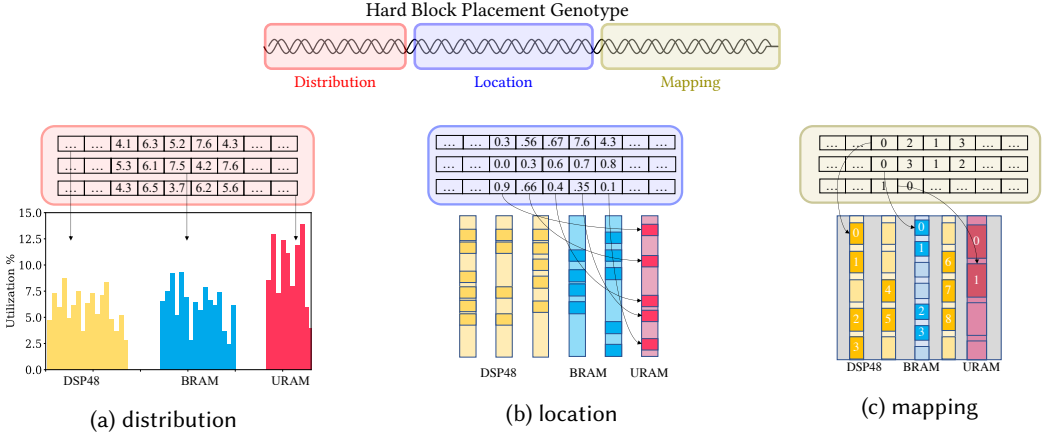 Hard Block Placement Genotype
Distribution Location Mapping
... ... 4.1 6.3 5.2 7.6 4.3 ... ...
... ... 5.3 6.1 7.5 4.2 7.6 ... ...
... ... 4.3 6.5 3.7 6.2 5.6 ... ...
15.0
12.5
10.0
7.5
5.0
2.5
0.0
Utilization %
DSP48 BRAM URAM
(a) distribution
... ... 0.3 .56 .67 7.6 4.3 ... ...
... ... 0.0 0.3 0.6 0.7 0.8 ... ...
... ... 0.9 .66 0.4 .35 0.1 ... ...
DSP48 BRAM URAM
(b) location
... ... 0 2 1 3 ... ...
... ... 0 3 1 2 ... ...
... ... 1 0 ... ...
0 0 0
1 1 6
4 7 1
2 5 2 8
3 3
DSP48 BRAM URAM
(c) mapping